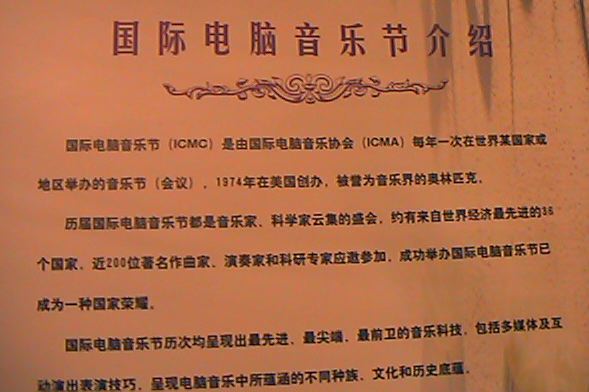 国际电脑音乐节介绍
国际电脑音乐节（ICMC）是由国际电脑音乐协会（ICMA）每年一次在世界某国家或
地区举办的音乐节（会议），1974年在美国创办，被誉为音乐界的奥林匹克。
历届国际电脑音乐节都是音乐家、科学家云集的盛会，约有来自世界经济最先进的36
个国家、近200位著名作曲家、演奏家和科研专家应邀参加，成功举办国际电脑音乐节已
成为一种国家荣耀。
国际电脑音乐节历次均呈现出最先进、最尖端、最前卫的音乐科技，包括多媒体及互
动演出表演技巧，呈现电脑音乐中所蕴涵的不同种族、文化和历史底蕴。